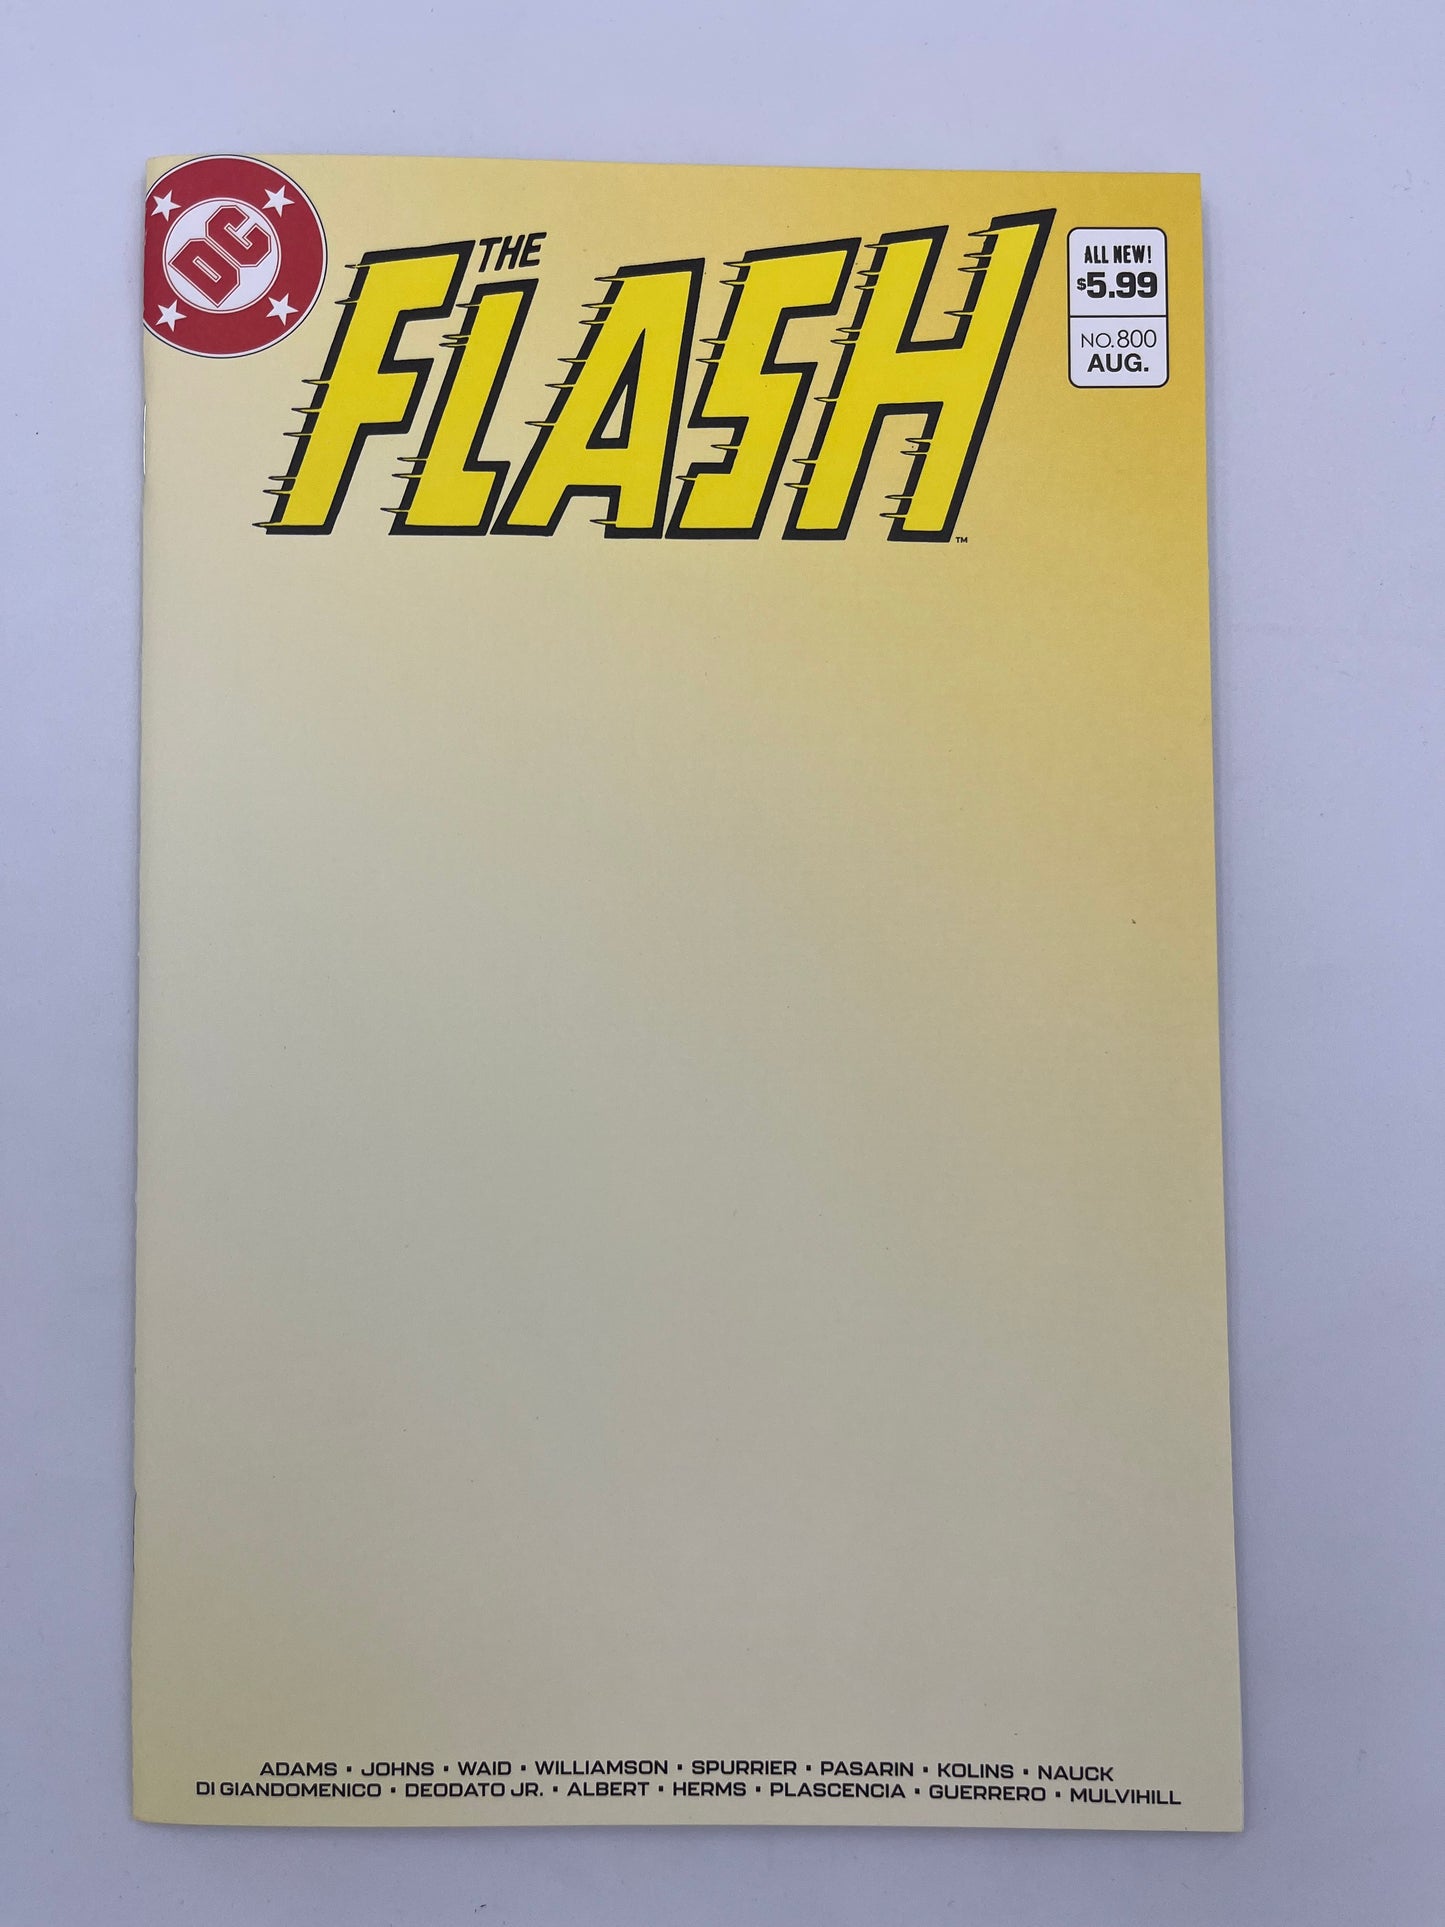 DC
THE
FLASH
TM
ALL NEW!
$5.99
NO.800
AUG.
ADAMS · JOHNS · WAID · WILLIAMSON · SPURRIER · PASARIN · KOLINS · NAUCK
DI GIANDOMENICO · DEODATO JR. · ALBERT · HERMS · PLASCENCIA · GUERRERO · MULVIHILL